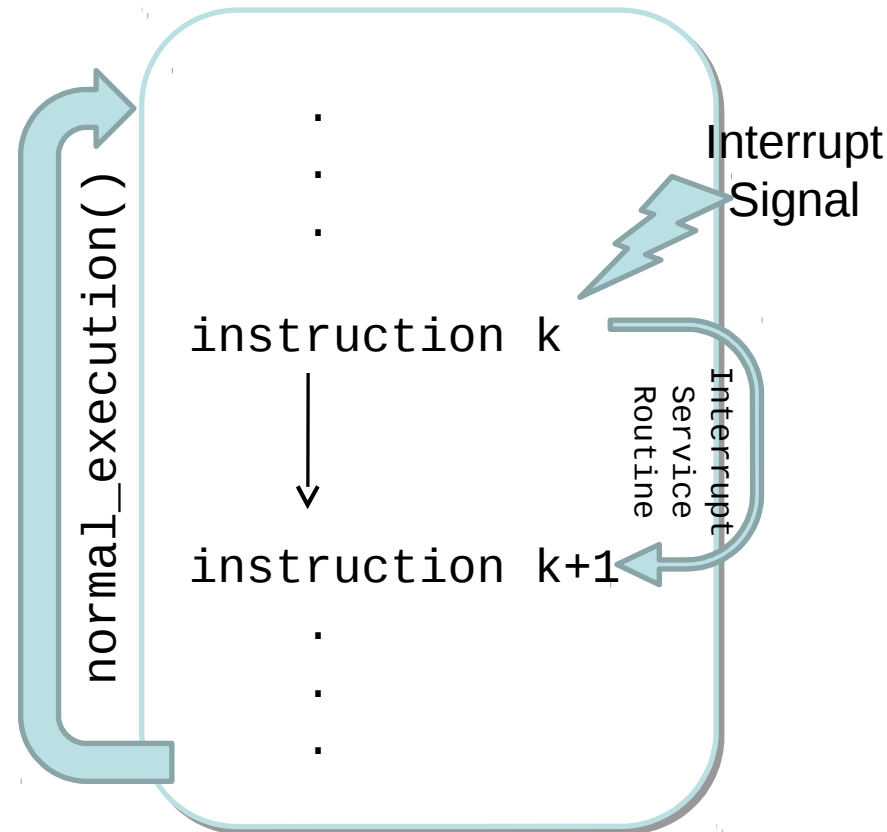 .
.
.
Interrupt
Signal
instruction k
Interrupt
Service
Routine
instruction k+1
.
.
.
normal_execution()